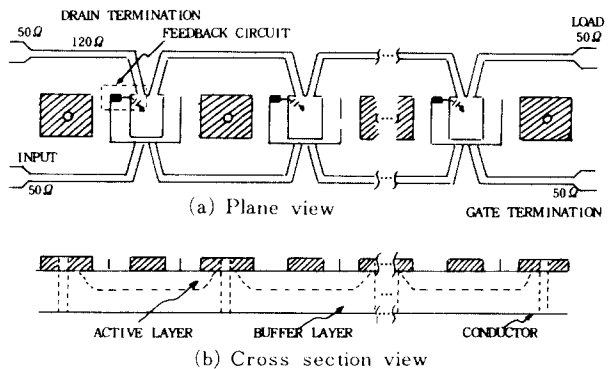 DRAIN TERMINATION
50Ω
120Ω
FEEDBACK CIRCUIT
LOAD
50Ω
INPUT
50Ω
50Ω
(a) Plane view
GATE TERMINATION
ACTIVE LAYER
BUFFER LAYER
CONDUCTOR
(b) Cross section view